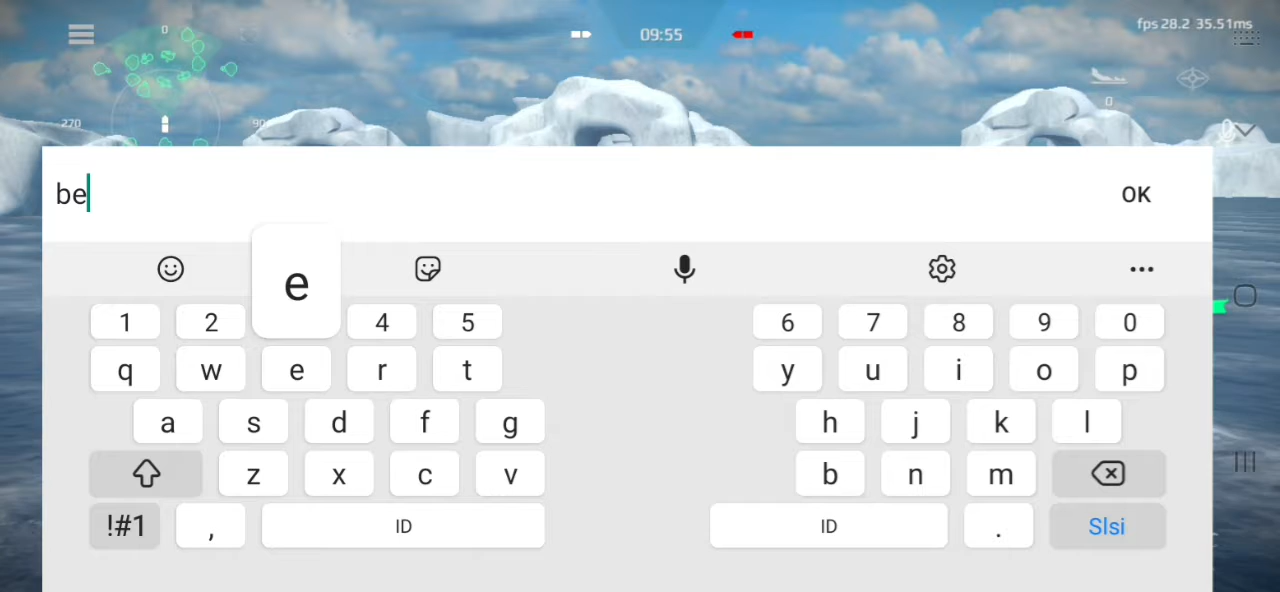 0
09:55
fps 28.2 35.51ms
0
270
90
be
OK
e
1 2 4 5 6 7 8 9 0
q w e r t y u i o p
a s d f g h j k l
z x c v b n m
!#1 , ID ID . Slsi